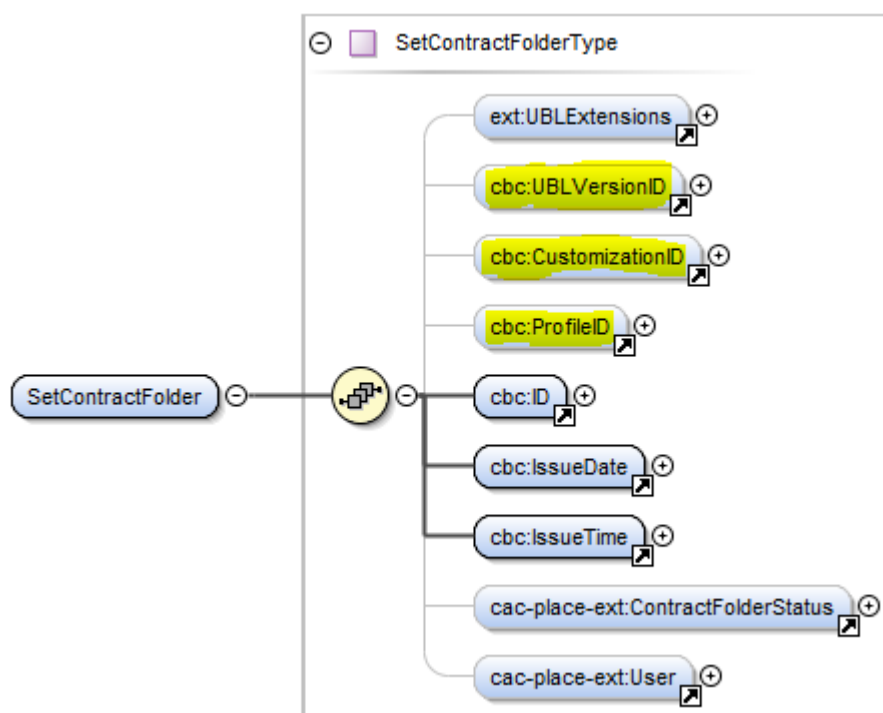 SetContractFolderType
ext:UBLExtensions
cbc:UBLVersionID
cbc:CustomizationID
cbc:ProfileID
SetContractFolder
cbc:ID
cbc:IssueDate
cbc:IssueTime
cac-place-ext:ContractFolderStatus
cac-place-ext:User